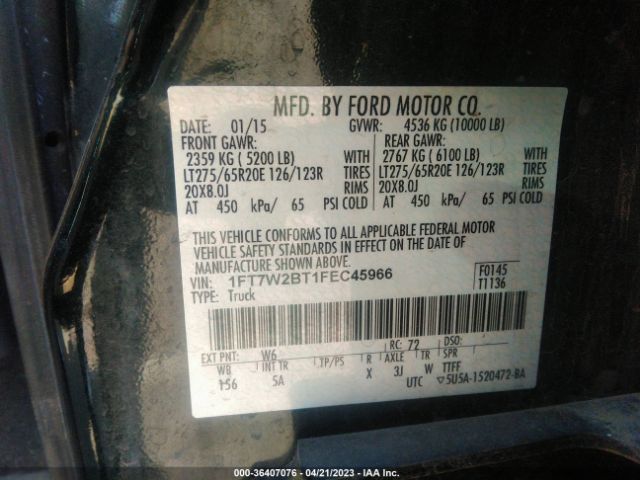 MFD. BY FORD MOTOR CO.
DATE: 01/15 GVWR: 4536 KG (10000 LB)
FRONT GAWR: REAR GAWR:
2359 KG ( 5200 LB) WITH 2767 KG ( 6100 LB) WITH
LT275/65R20E 126/123R TIRES LT275/65R20E 126/123R TIRES
20X8.0J RIMS 20X8.0J RIMS
AT 450 kPa/ 65 PSI COLD AT 450 kPa/ 65 PSI COLD
THIS VEHICLE CONFORMS TO ALL APPLICABLE FEDERAL MOTOR
VEHICLE SAFETY STANDARDS IN EFFECT ON THE DATE OF
MANUFACTURE SHOWN ABOVE.
VIN: 1FT7W2BT1FEC45966 F0145
TYPE: Truck T1136
EXT PNT: W6 RC: 72 DSO:
WB INT TR TP/PS R AXLE TR SPR
156 SA X 3J W TTFF
UTC ▽5U5A-1520472-BA
000-36407076 - 04/21/2023 - IAA Inc.